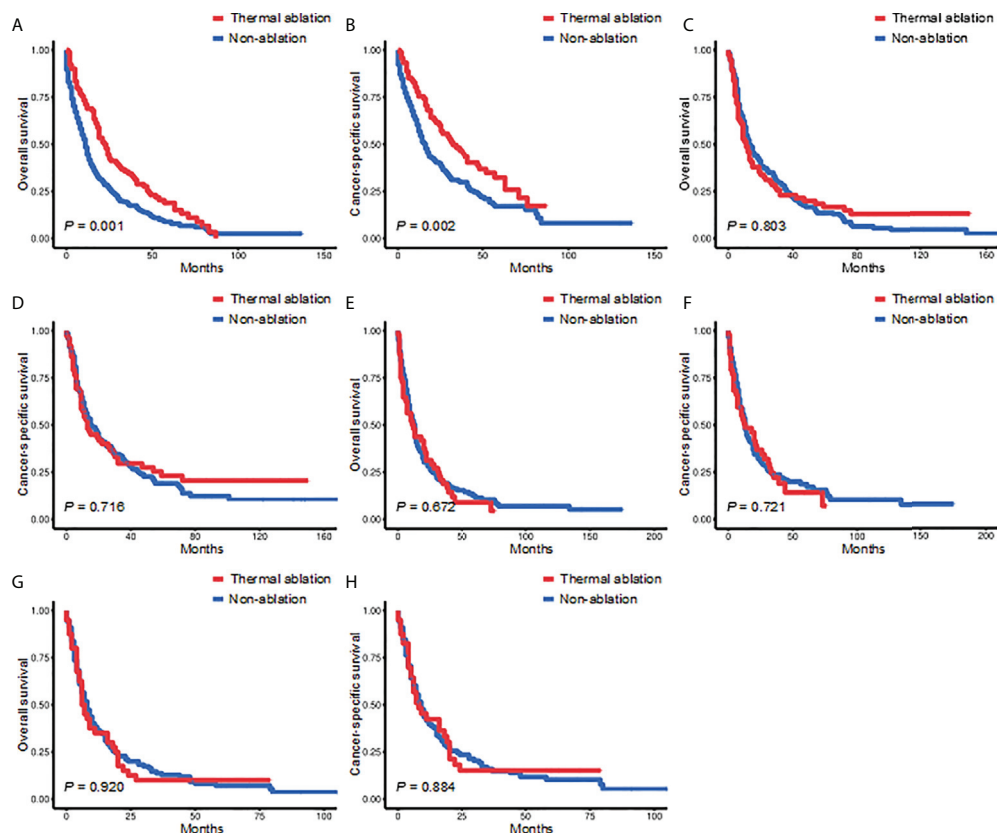 A
Thermal ablation
Non-ablation
1.00
0.75
0.50
0.25
0.00
Overall survival
P = 0.001
0 50 100 150
Months
B
Thermal ablation
Non-ablation
1.00
0.75
0.50
0.25
0.00
Cancer-specific survival
P = 0.002
0 50 100 150
Months
C
Thermal ablation
Non-ablation
1.00
0.75
0.50
0.25
0.00
Overall survival
P = 0.803
0 40 80 120 160
Months
D
Thermal ablation
Non-ablation
1.00
0.75
0.50
0.25
0.00
Cancer-specific survival
P = 0.716
0 40 80 120 160
Months
E
Thermal ablation
Non-ablation
1.00
0.75
0.50
0.25
0.00
Overall survival
P = 0.672
0 50 100 150 200
Months
F
Thermal ablation
Non-ablation
1.00
0.75
0.50
0.25
0.00
Cancer-specific survival
P = 0.721
0 50 100 150 200
Months
G
Thermal ablation
Non-ablation
1.00
0.75
0.50
0.25
0.00
Overall survival
P = 0.920
0 25 50 75 100
Months
H
Thermal ablation
Non-ablation
1.00
0.75
0.50
0.25
0.00
Cancer-specific survival
P = 0.884
0 25 50 75 100
Months